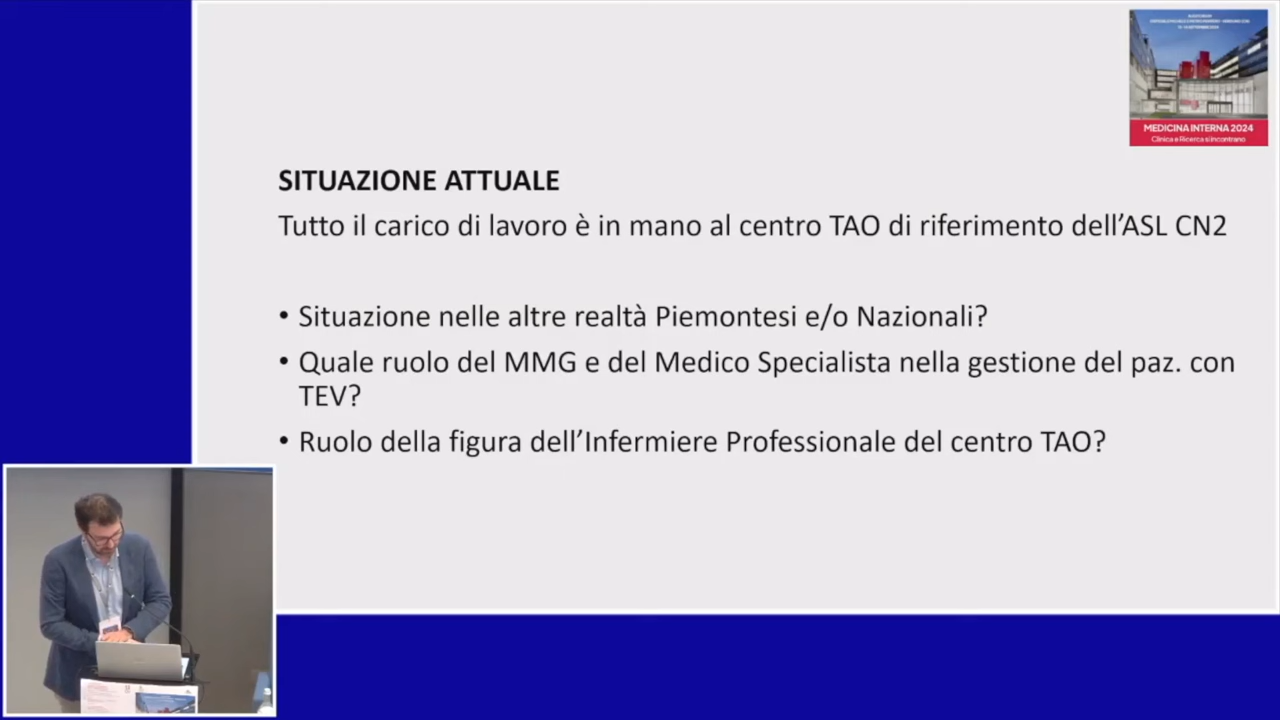 MEDICINA INTERNA 2024
Clinica e Ricerca si incontrano
SITUAZIONE ATTUALE
Tutto il carico di lavoro è in mano al centro TAO di riferimento dell’ASL CN2
• Situazione nelle altre realtà Piemontesi e/o Nazionali?
• Quale ruolo del MMG e del Medico Specialista nella gestione del paz. con
TEV?
• Ruolo della figura dell’Infermiere Professionale del centro TAO?